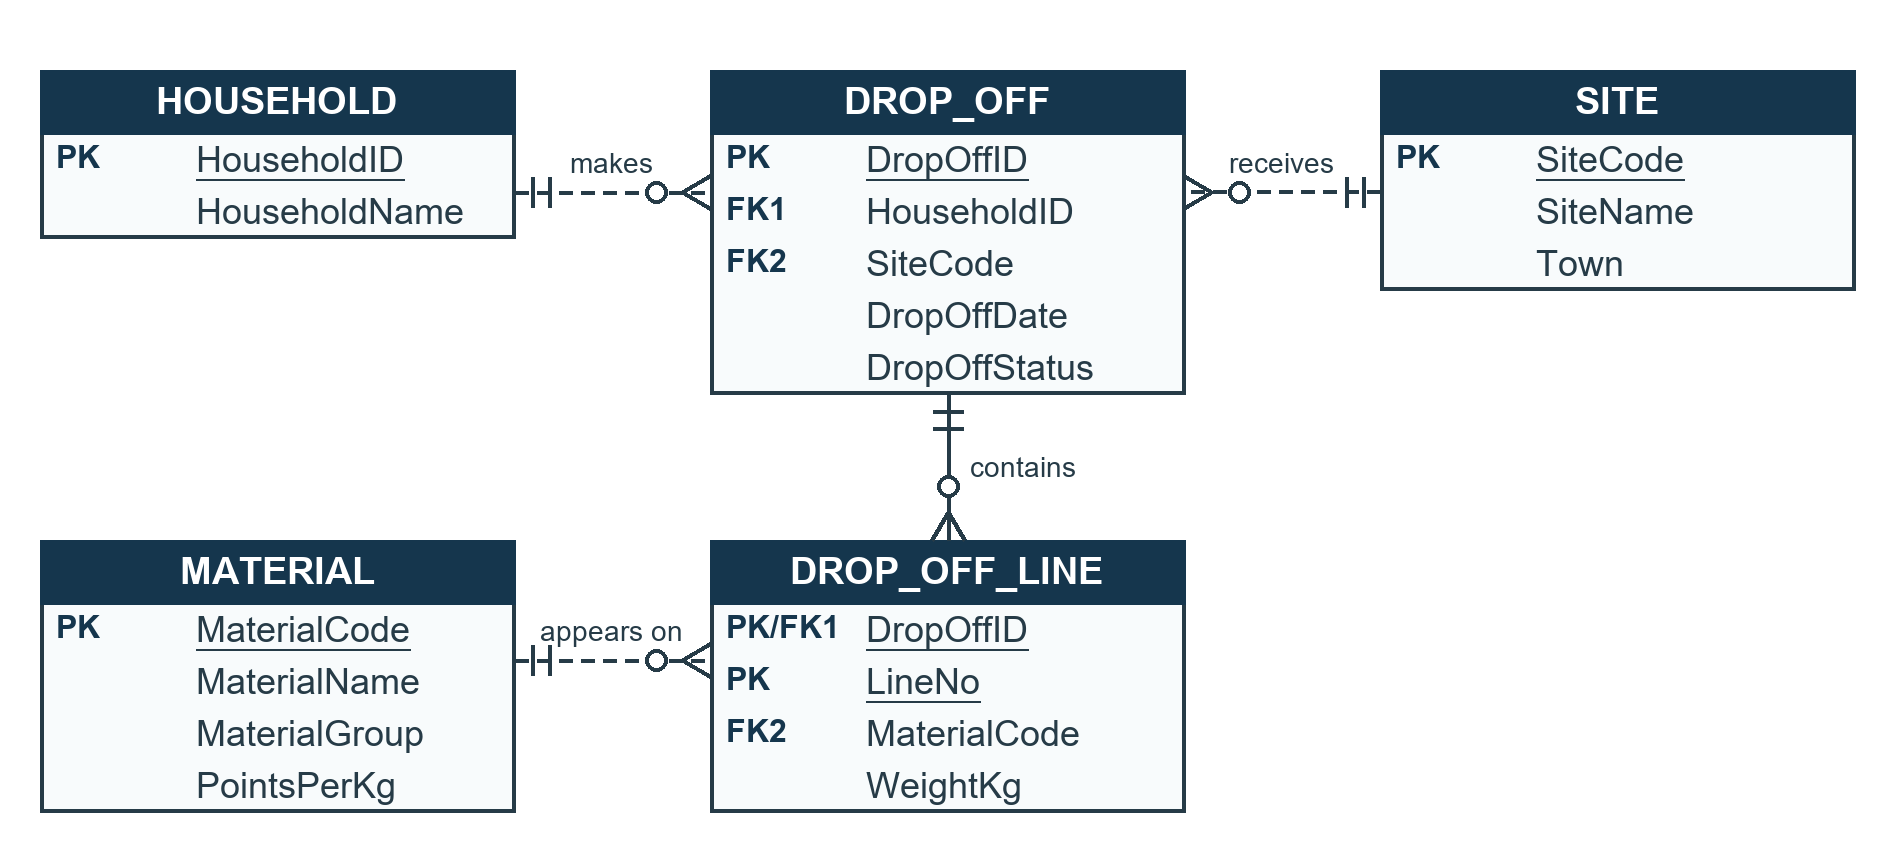 HOUSEHOLD
PK HouseholdID
HouseholdName
makes
DROP_OFF
PK DropOffID
FK1 HouseholdID
FK2 SiteCode
DropOffDate
DropOffStatus
receives
SITE
PK SiteCode
SiteName
Town
contains
MATERIAL
PK MaterialCode
MaterialName
MaterialGroup
PointsPerKg
appears on
DROP_OFF_LINE
PK/FK1 DropOffID
PK LineNo
FK2 MaterialCode
WeightKg